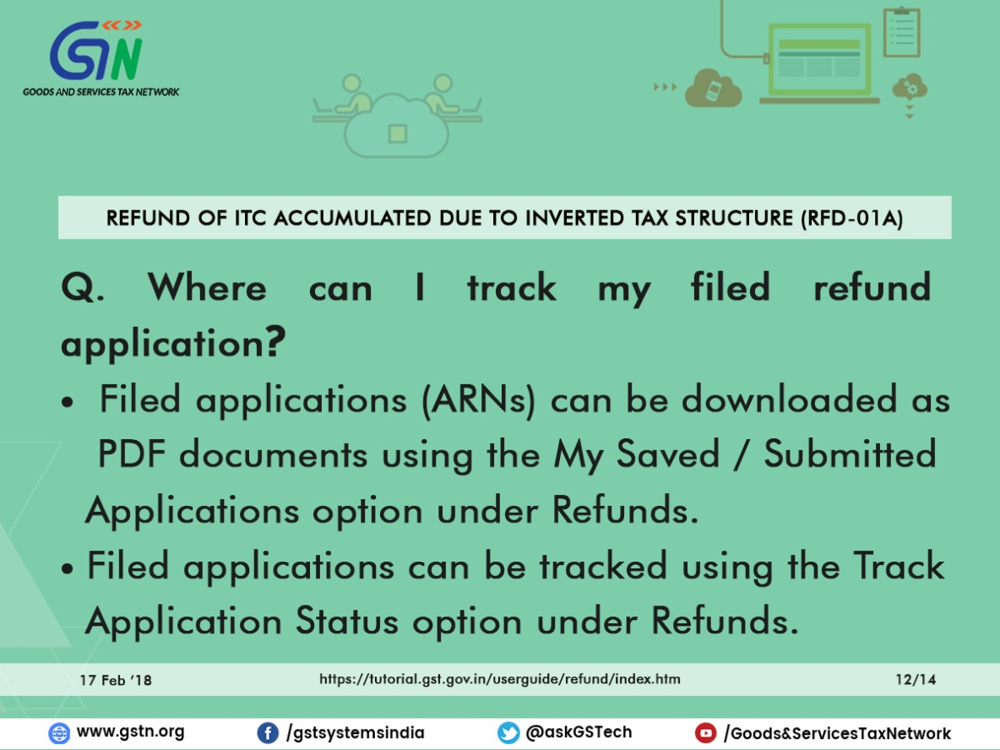 GSTN
GOODS AND SERVICES TAX NETWORK
REFUND OF ITC ACCUMULATED DUE TO INVERTED TAX STRUCTURE (RFD-01A)
Q. Where can I track my filed refund
application?
• Filed applications (ARNs) can be downloaded as
PDF documents using the My Saved / Submitted
Applications option under Refunds.
• Filed applications can be tracked using the Track
Application Status option under Refunds.
17 Feb '18 https://tutorial.gst.gov.in/userguide/refund/index.htm 12/14
www.gstn.org /gstsystemsindia @askGSTech /Goods&ServicesTaxNetwork